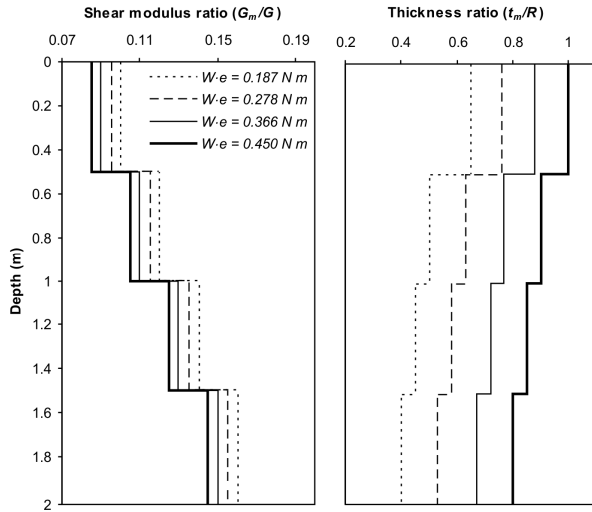 Shear modulus ratio (Gm/G)
Thickness ratio (tm/R)
0.07 0.11 0.15 0.19
0.2 0.4 0.6 0.8 1
0
0.2
0.4
0.6
0.8
1
1.2
1.4
1.6
1.8
2
Depth (m)
W·e = 0.187 N m
W·e = 0.278 N m
W·e = 0.366 N m
W·e = 0.450 N m